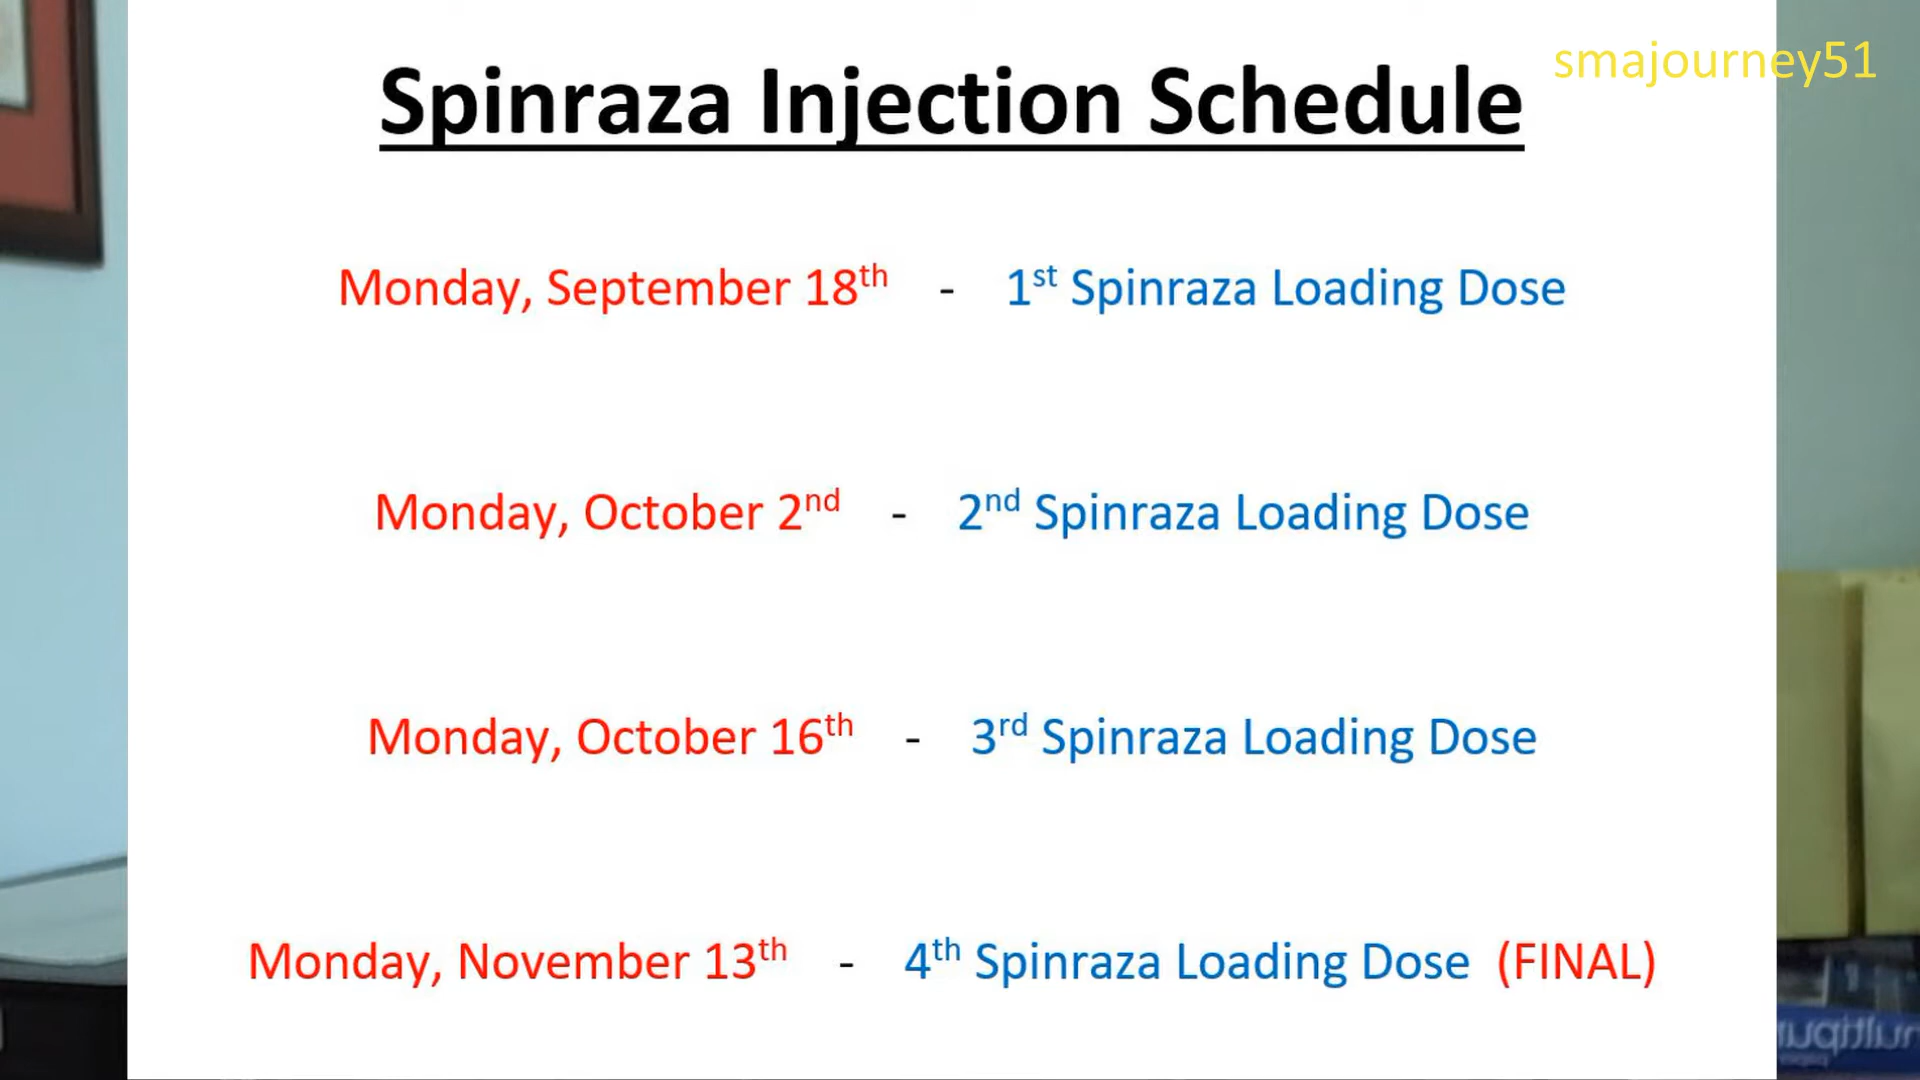 smajourney51
Spinraza Injection Schedule
Monday, September 18th - 1st Spinraza Loading Dose
Monday, October 2nd - 2nd Spinraza Loading Dose
Monday, October 16th - 3rd Spinraza Loading Dose
Monday, November 13th - 4th Spinraza Loading Dose (FINAL)